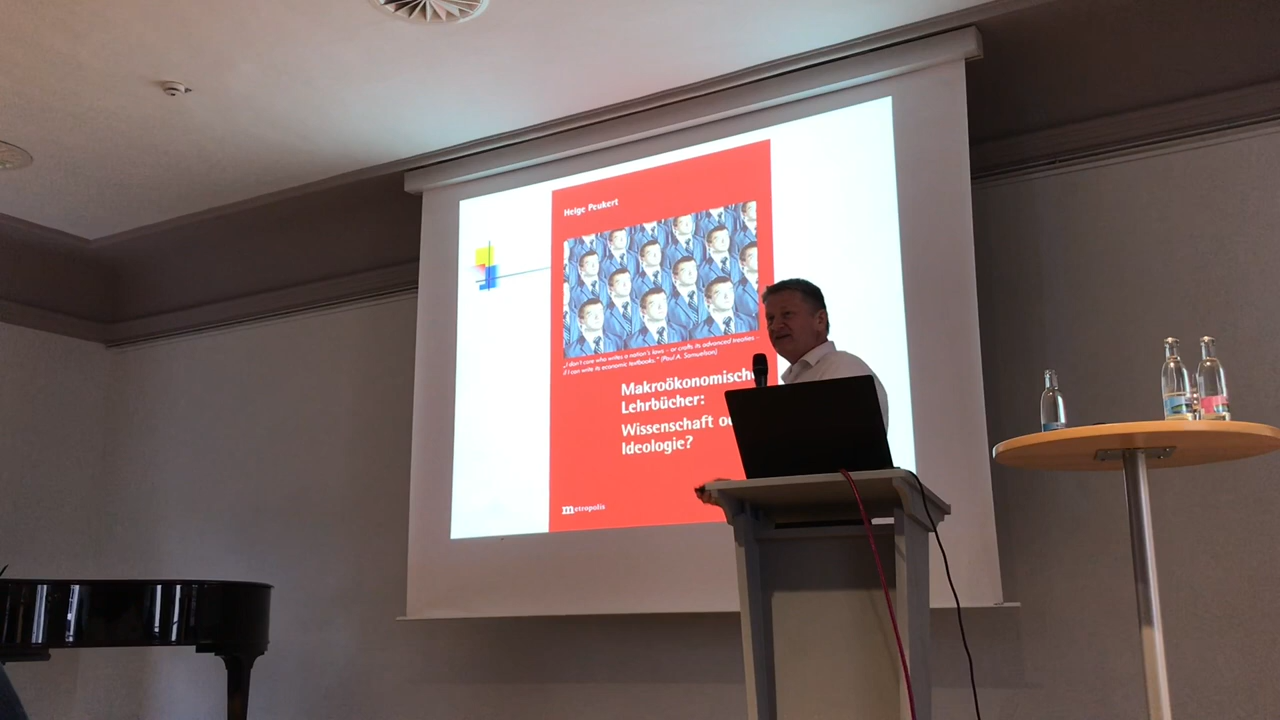 Helge Peukert
„I don't care who writes a nation's laws – or crafts its advanced treaties –
if I can write its economic textbooks.“ (Paul A. Samuelson)
Makroökonomische
Lehrbücher:
Wissenschaft od
Ideologie?
metropolis